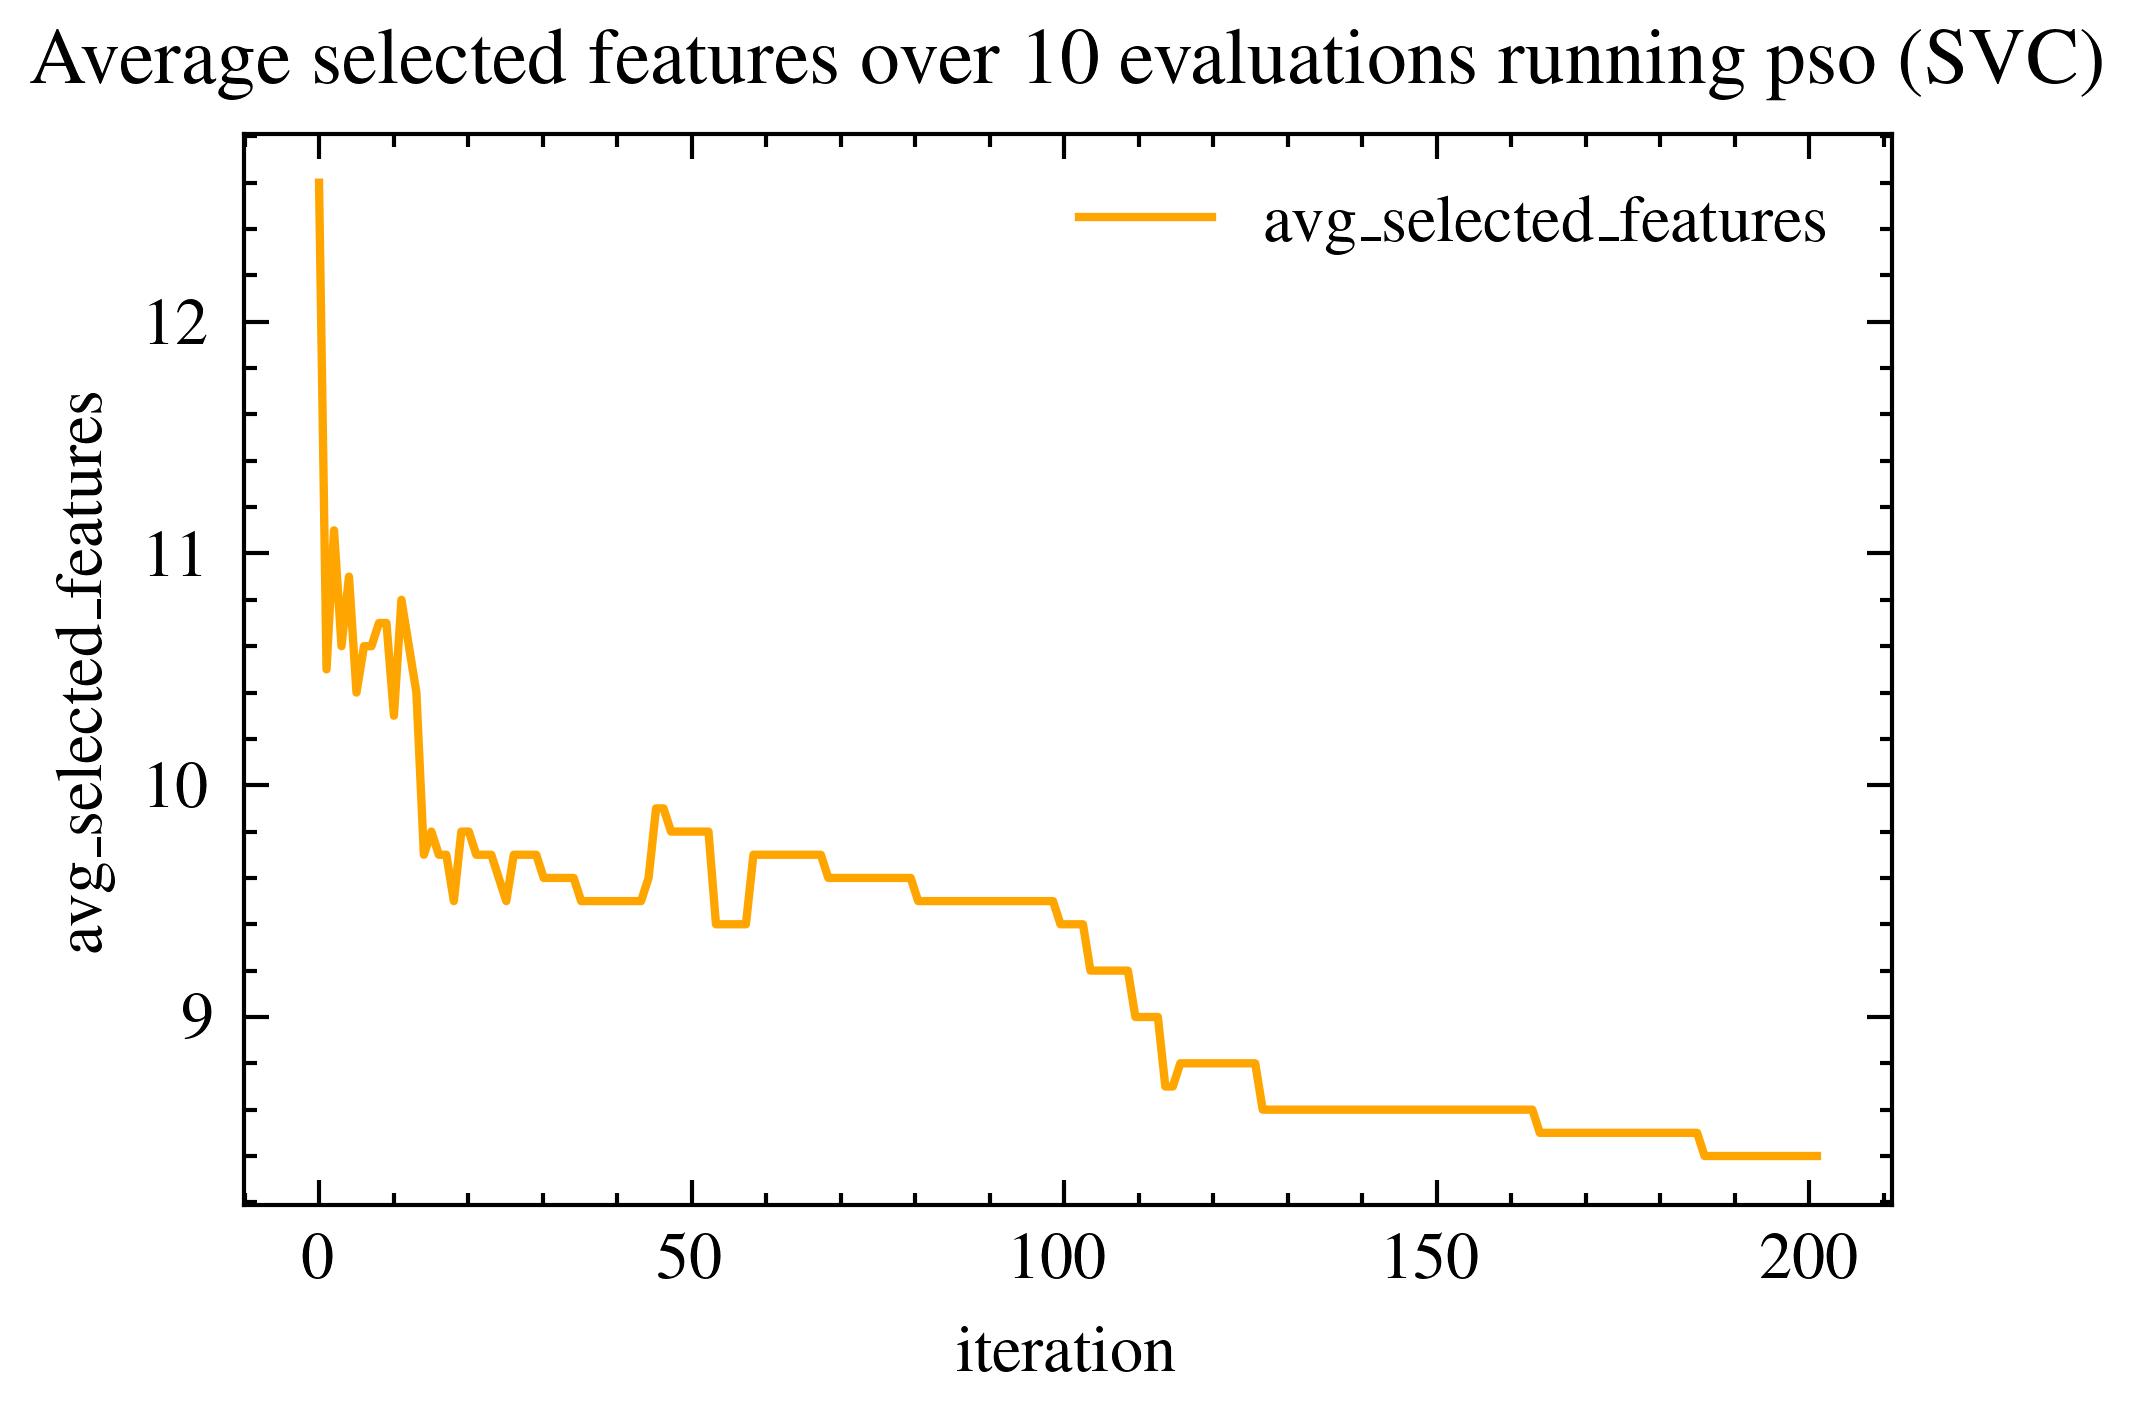 Average selected features over 10 evaluations running pso (SVC)
avg_selected_features
12
11
10
9
avg_selected_features
0 50 100 150 200
iteration